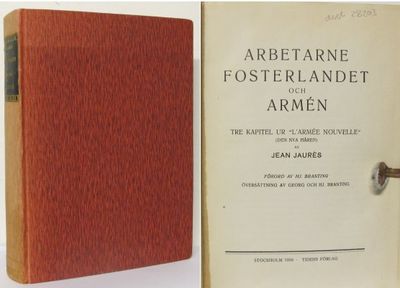 ARBETARNE
FOSTERLANDET
OCH
ARMÉN
TRE KAPITEL UR "L'ARMÉE NOUVELLE"
(DEN NYA HÄREN)
AV
JEAN JAURÈS
FÖRORD AV HJ. BRANTING
ÖVERSÄTTNING AV GEORG OCH HJ. BRANTING
STOCKHOLM 1916 - TIDENS FÖRLAG